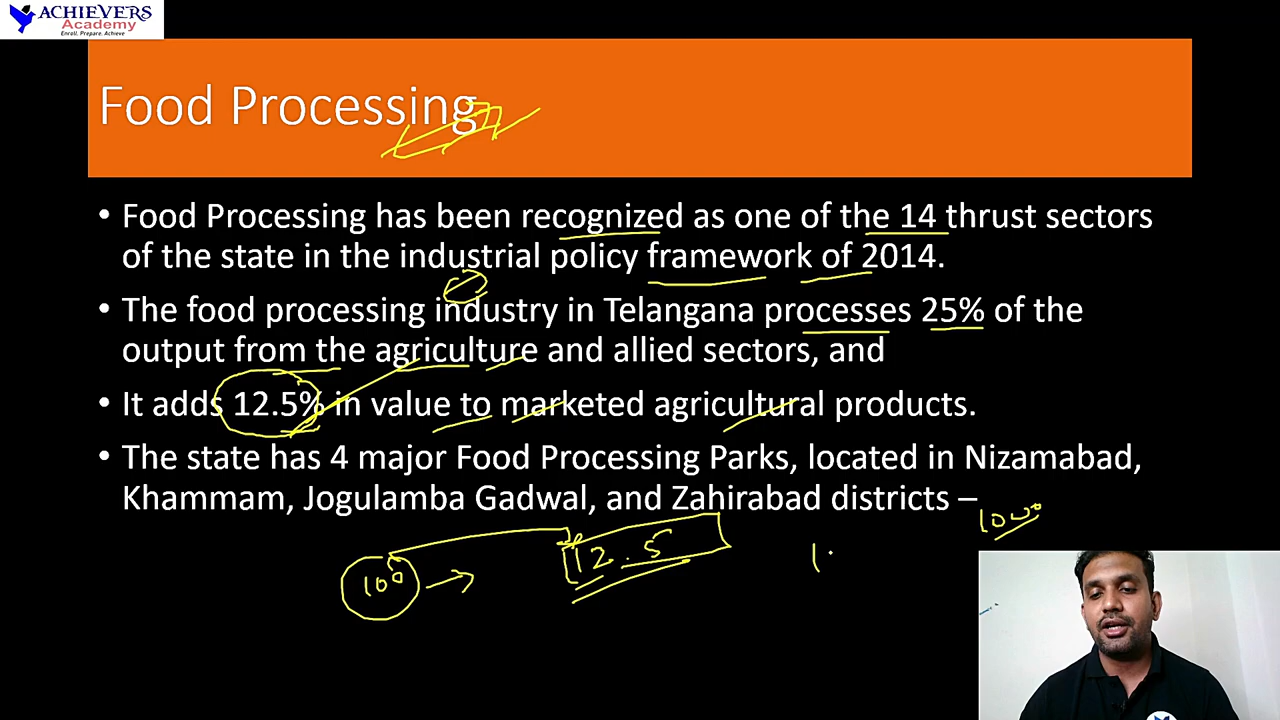 ACHIEVERS
Academy
Enroll. Prepare. Achieve
Food Processing
• Food Processing has been recognized as one of the 14 thrust sectors
of the state in the industrial policy framework of 2014.
• The food processing industry in Telangana processes 25% of the
output from the agriculture and allied sectors, and
• It adds 12.5% in value to marketed agricultural products.
• The state has 4 major Food Processing Parks, located in Nizamabad,
Khammam, Jogulamba Gadwal, and Zahirabad districts –
1000
100 → 12.5